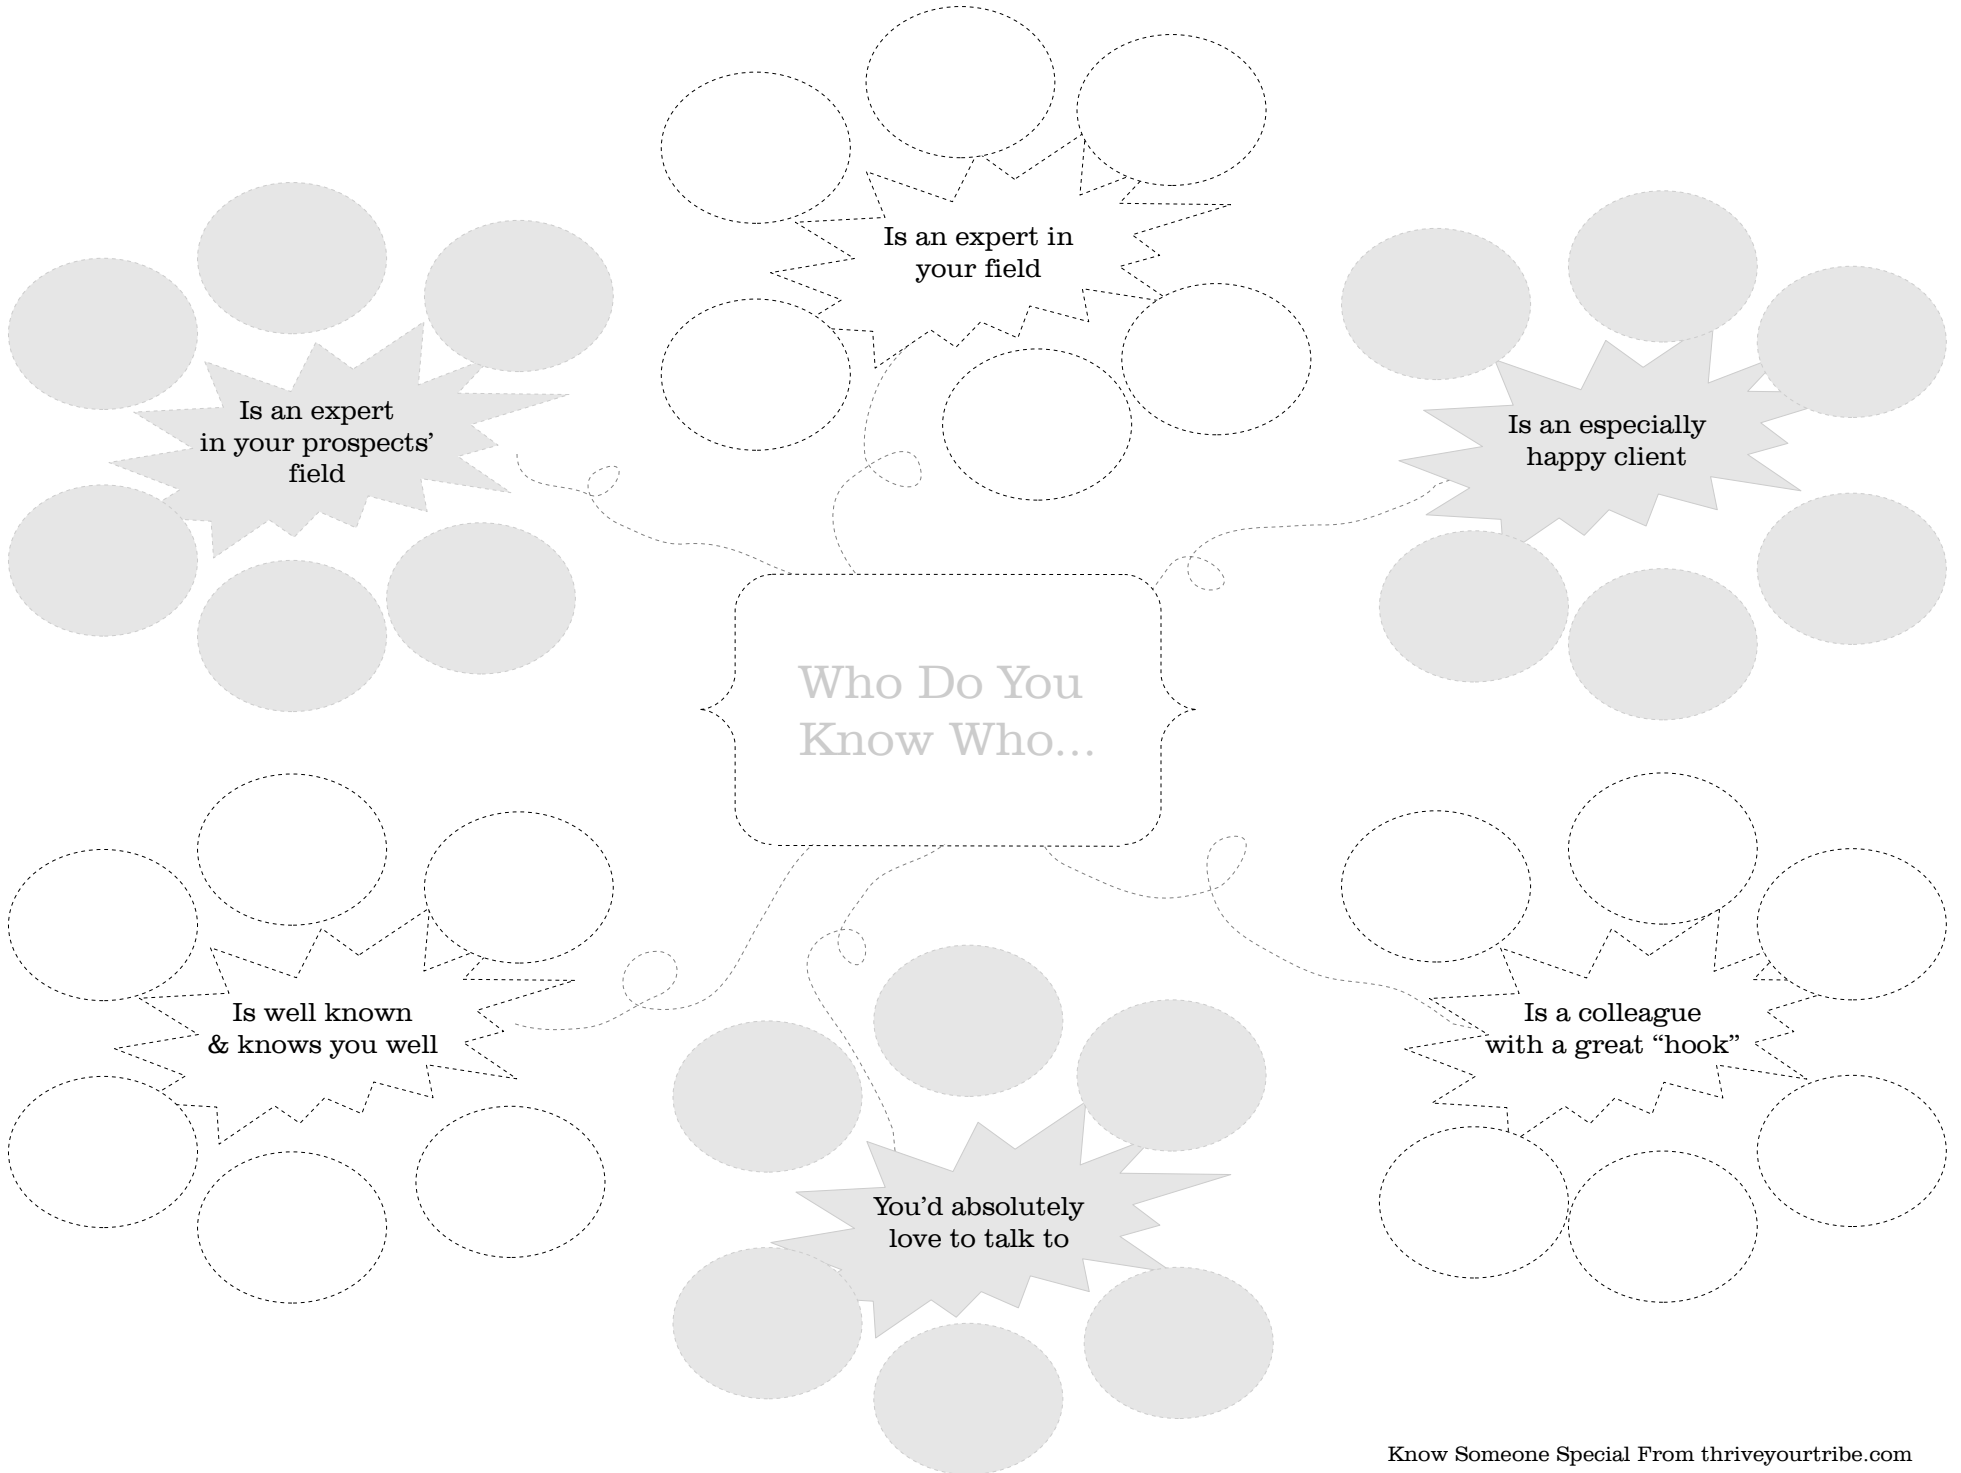 Is an expert in
your field
Is an expert
in your prospects’
field
Is an especially
happy client
Who Do You
Know Who...
Is well known
& knows you well
Is a colleague
with a great “hook”
You’d absolutely
love to talk to
Know Someone Special From thriveyourtribe.com